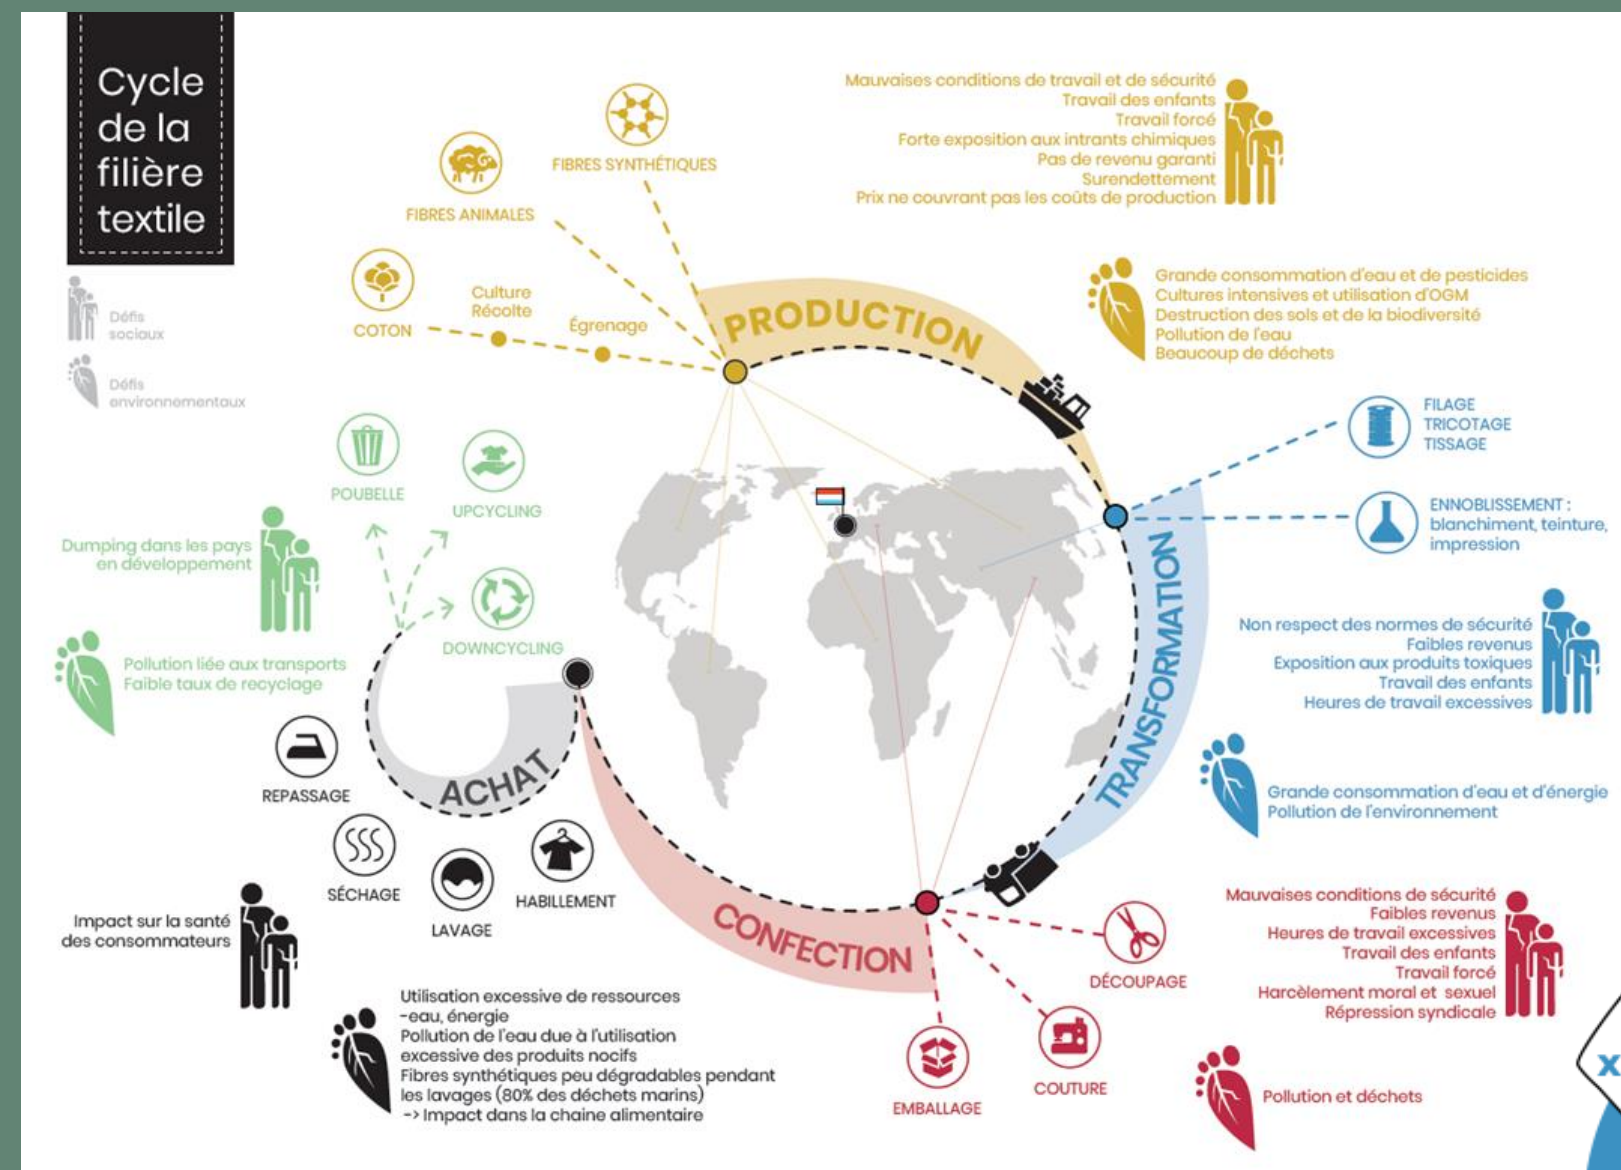 Cycle
de la
filière
textile
Défis
sociaux
Défis
environnementaux
FIBRES SYNTHÉTIQUES
FIBRES ANIMALES
COTON
Culture
Récolte
Égrenage
PRODUCTION
Mauvaises conditions de travail et de sécurité
Travail des enfants
Travail forcé
Forte exposition aux intrants chimiques
Pas de revenu garanti
Surendettement
Prix ne couvrant pas les coûts de production
Grande consommation d'eau et de pesticides
Cultures intensives et utilisation d'OGM
Destruction des sols et de la biodiversité
Pollution de l'eau
Beaucoup de déchets
FILAGE
TRICOTAGE
TISSAGE
ENNOBLISSEMENT :
blanchiment, teinture,
impression
TRANSFORMATION
Non respect des normes de sécurité
Faibles revenus
Exposition aux produits toxiques
Travail des enfants
Heures de travail excessives
Grande consommation d'eau et d'énergie
Pollution de l'environnement
CONFECTION
DÉCOUPAGE
COUTURE
EMBALLAGE
Mauvaises conditions de sécurité
Faibles revenus
Heures de travail excessives
Travail des enfants
Travail forcé
Harcèlement moral et sexuel
Répression syndicale
Pollution et déchets
X
ACHAT
HABILLEMENT
LAVAGE
SÉCHAGE
REPASSAGE
Impact sur la santé
des consommateurs
Utilisation excessive de ressources
-eau, énergie
Pollution de l'eau due à l'utilisation
excessive des produits nocifs
Fibres synthétiques peu dégradables pendant
les lavages (80% des déchets marins)
-> Impact dans la chaine alimentaire
POUBELLE
UPCYCLING
DOWNCYCLING
Dumping dans les pays
en développement
Pollution liée aux transports
Faible taux de recyclage